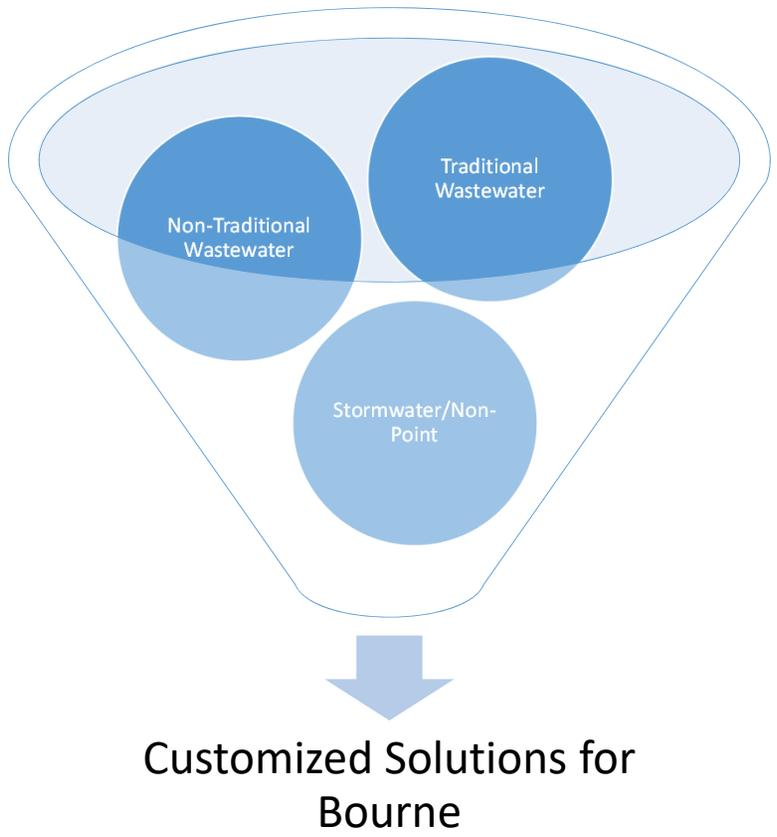 Traditional
Wastewater
Non-Traditional
Wastewater
Stormwater/Non-
Point
Customized Solutions for
Bourne